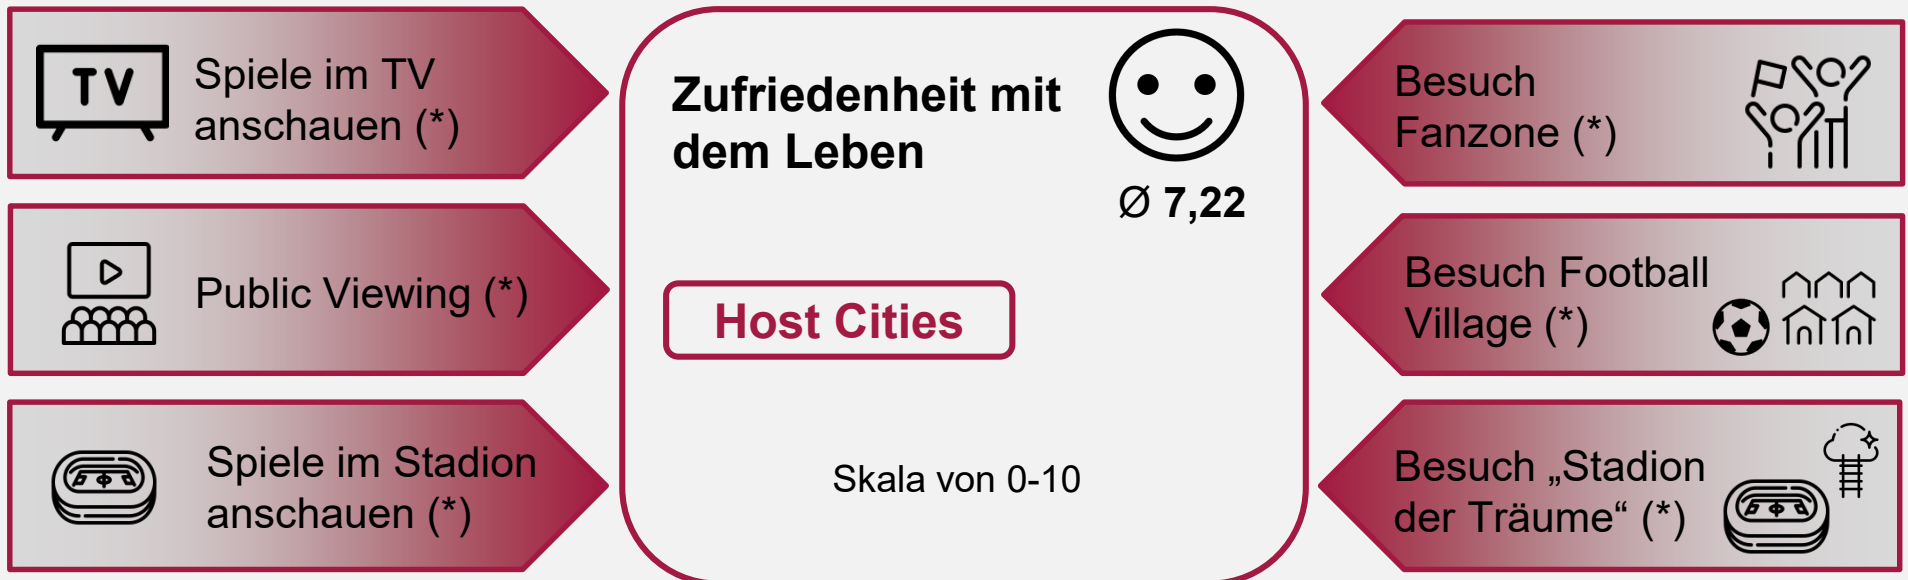 TV
Spiele im TV
anschauen (*)
Public Viewing (*)
Spiele im Stadion
anschauen (*)
Zufriedenheit mit
dem Leben
Ø 7,22
Host Cities
Skala von 0-10
Besuch
Fanzone (*)
Besuch Football
Village (*)
Besuch „Stadion
der Träume“ (*)